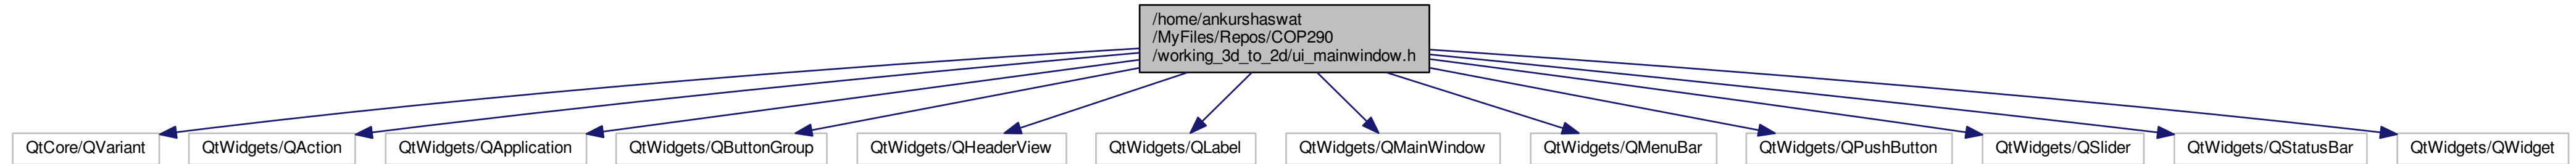 /home/ankurshaswat
/MyFiles/Repos/COP290
/working_3d_to_2d/ui_mainwindow.h
QtCore/QVariant
QtWidgets/QAction
QtWidgets/QApplication
QtWidgets/QButtonGroup
QtWidgets/QHeaderView
QtWidgets/QLabel
QtWidgets/QMainWindow
QtWidgets/QMenuBar
QtWidgets/QPushButton
QtWidgets/QSlider
QtWidgets/QStatusBar
QtWidgets/QWidget